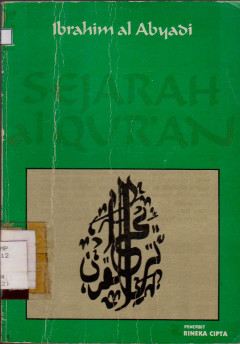 Ibrahim al Abyadi
SEJARAH
al QUR'AN
PENERBIT
RINEKA CIPTA